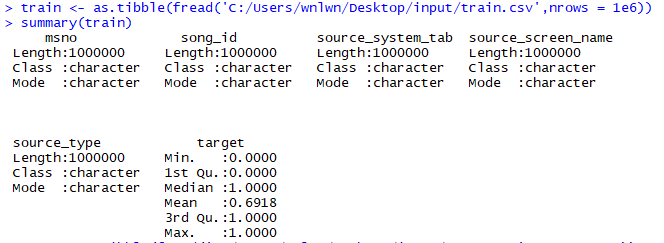 > train <- as.tibble(fread('C:/Users/wnlwn/Desktop/input/train.csv',nrows = 1e6))
> summary(train)
msno song_id source_system_tab source_screen_name
Length:1000000 Length:1000000 Length:1000000 Length:1000000
Class :character Class :character Class :character Class :character
Mode :character Mode :character Mode :character Mode :character
source_type target
Length:1000000 Min. :0.0000
Class :character 1st Qu.:0.0000
Mode :character Median :1.0000
Mean :0.6918
3rd Qu.:1.0000
Max. :1.0000